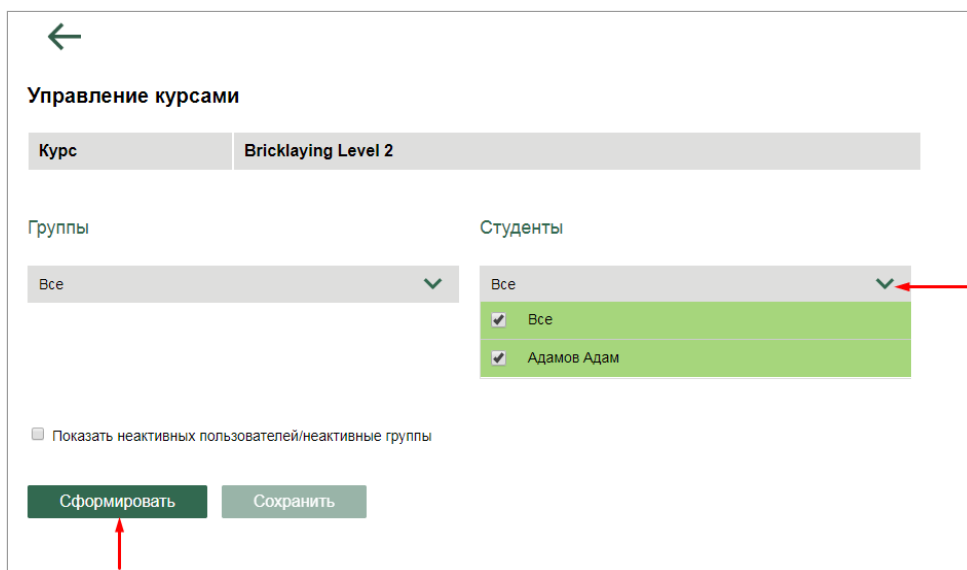 Управление курсами
Курс Bricklaying Level 2
Группы Студенты
Все Все
Все
Адамов Адам
Показать неактивных пользователей/неактивные группы
Сформировать Сохранить